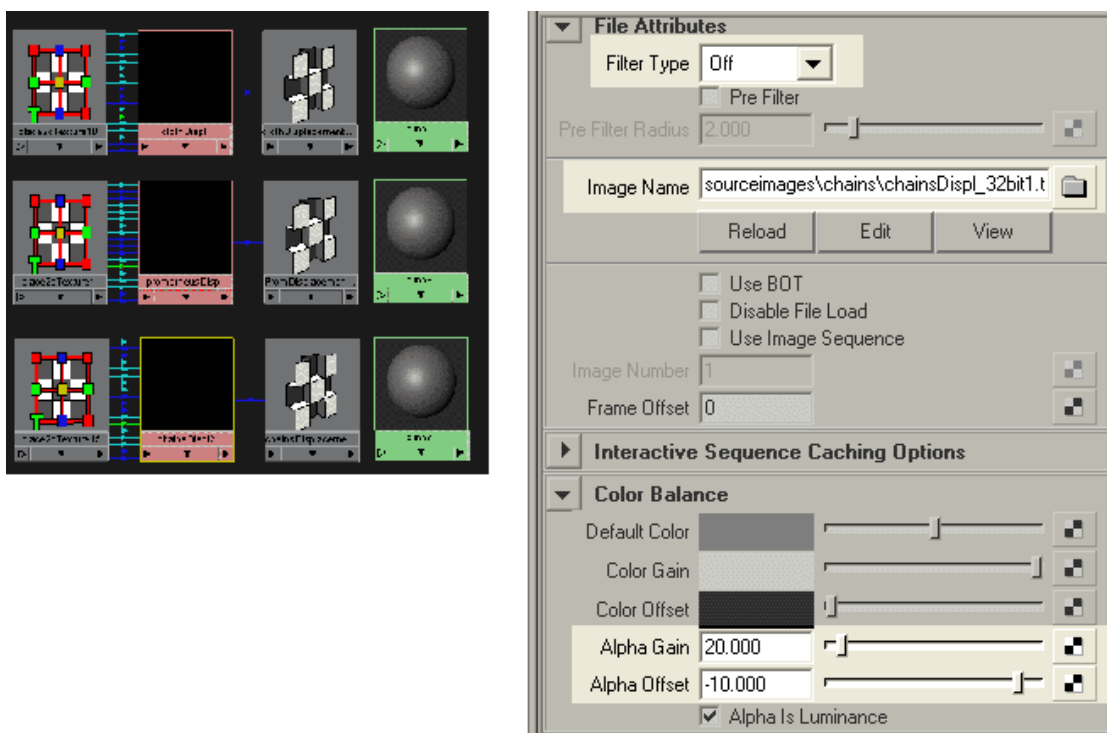 File Attributes
Filter Type Off
Pre Filter
Pre Filter Radius 2.000
Image Name sourceimages\chains\chainsDispl_32bit1.t
Reload Edit View
Use BOT
Disable File Load
Use Image Sequence
Image Number 1
Frame Offset 0
Interactive Sequence Caching Options
Color Balance
Default Color
Color Gain
Color Offset
Alpha Gain 20.000
Alpha Offset -10.000
Alpha Is Luminance